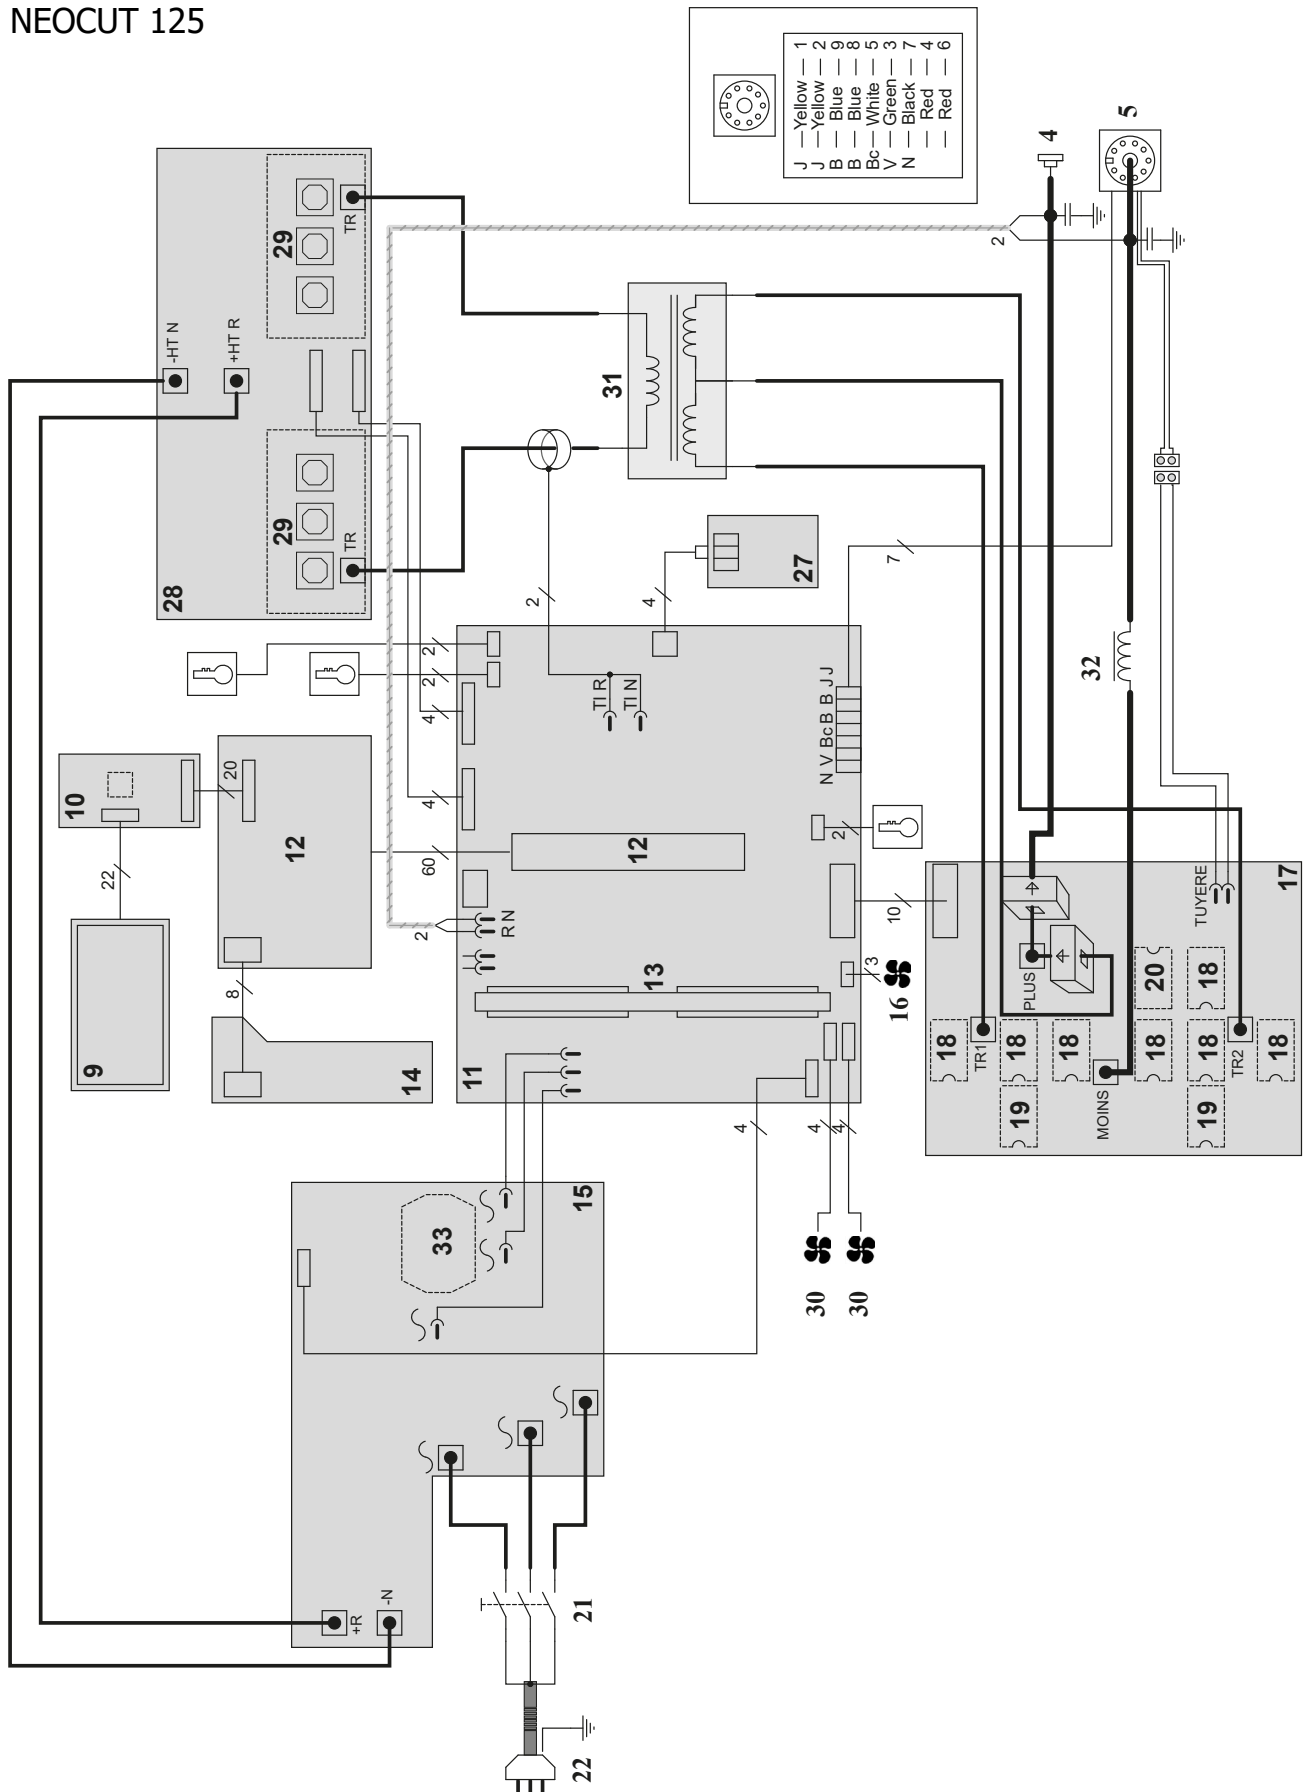 NEOCUT 125
J — Yellow — 1
J — Yellow — 2
B — Blue — 9
B — Blue — 8
Bc — White — 5
V — Green — 3
N — Black — 7
— Red — 4
— Red — 6
4
5
2
-HT N
+HT R
29
TR
29
TR
28
31
2
4
27
7
32
2
2
4
4
TI R
TI N
N V Bc B B J J
10
20
22
9
12
8
14
60
12
2
R N
13
11
2
10
3
16
4
4
4
30
30
TUYERE
17
PLUS
20
18
18
18
18
18
18
18
18
TR1
TR2
MOINS
19
19
15
33
+R
-N
21
22